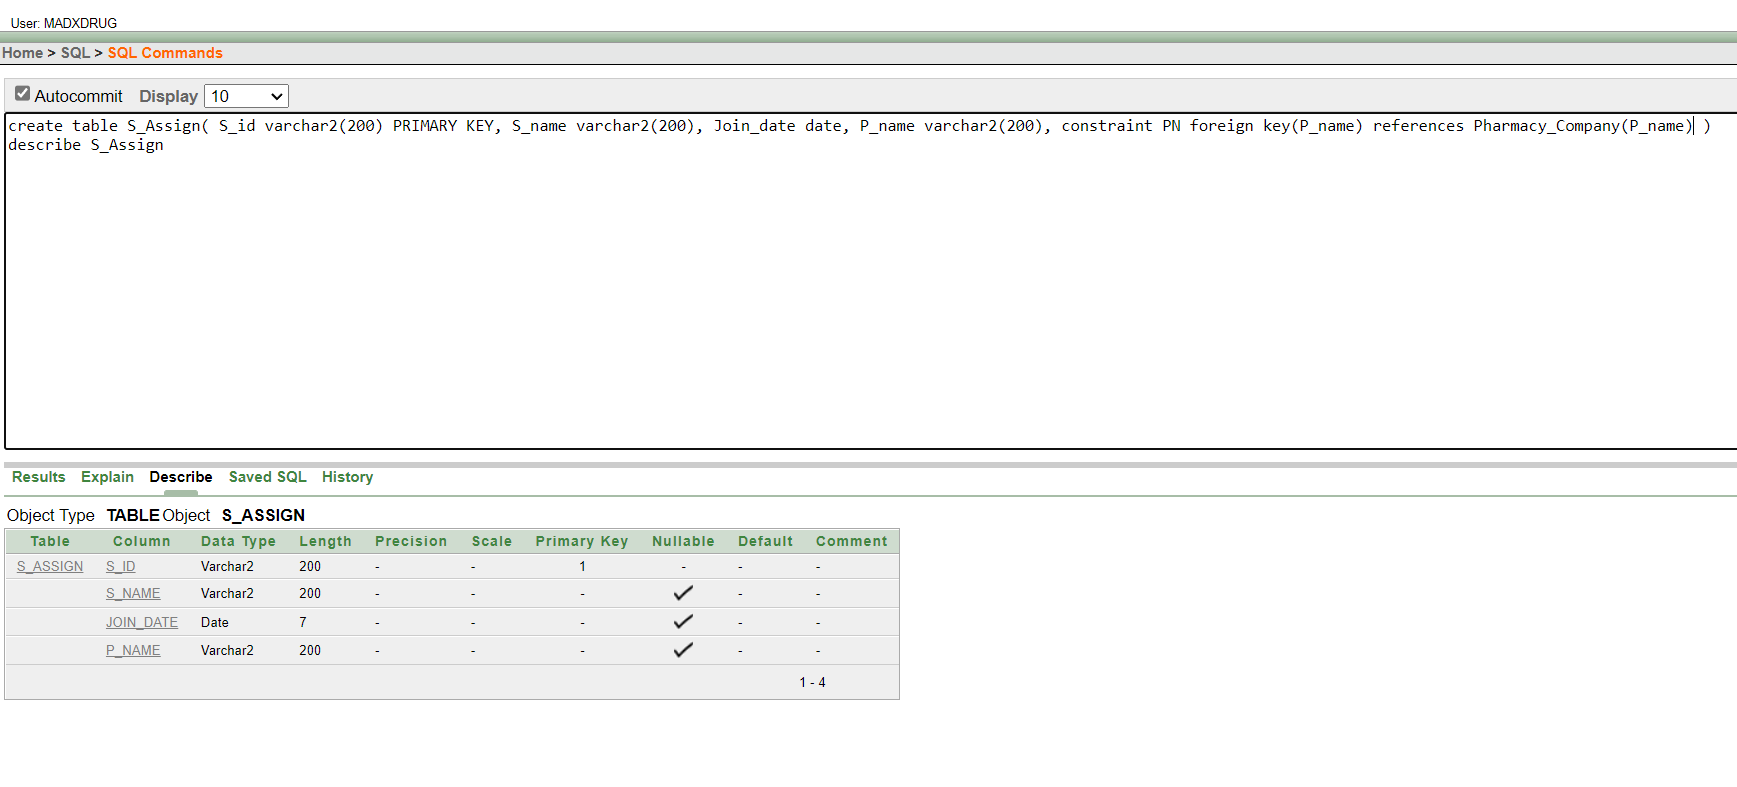 User: MADXDRUG
Home > SQL > SQL Commands
Autocommit Display 10
create table S_Assign( S_id varchar2(200) PRIMARY KEY, S_name varchar2(200), Join_date date, P_name varchar2(200), constraint PN foreign key(P_name) references Pharmacy_Company(P_name) )
describe S_Assign
Results Explain Describe Saved SQL History
Object Type TABLE Object S_ASSIGN
Table Column Data Type Length Precision Scale Primary Key Nullable Default Comment
S_ASSIGN S_ID Varchar2 200 - - 1 - - -
S_NAME Varchar2 200 - - - - -
JOIN_DATE Date 7 - - - - -
P_NAME Varchar2 200 - - - - -
1 - 4